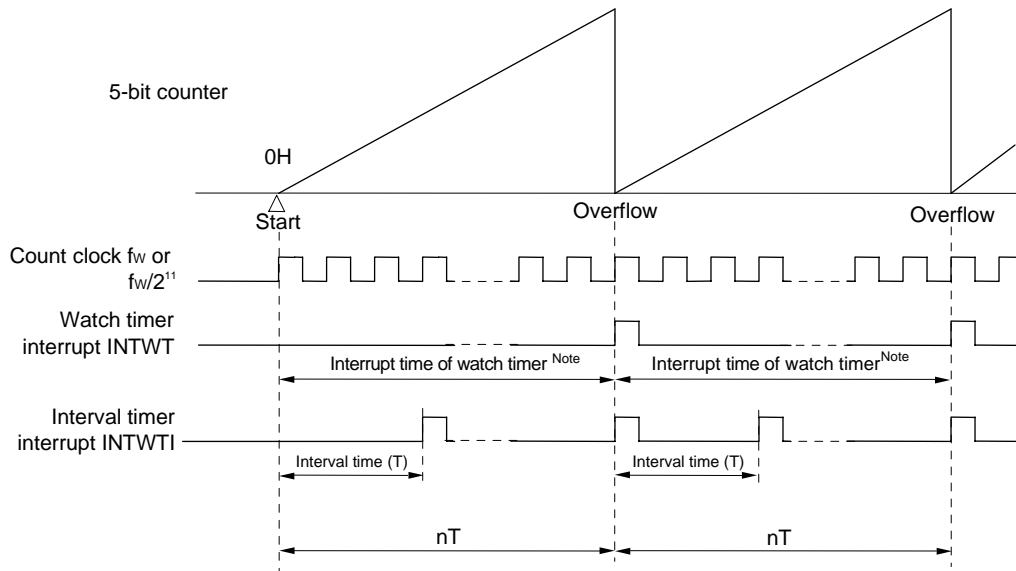 5-bit counter
0H
Start
Overflow
Overflow
Count clock fW or
fW/2¹¹
Watch timer
interrupt INTWT
Interrupt time of watch timer Note
Interrupt time of watch timer Note
Interval timer
interrupt INTWTI
Interval time (T)
Interval time (T)
nT
nT